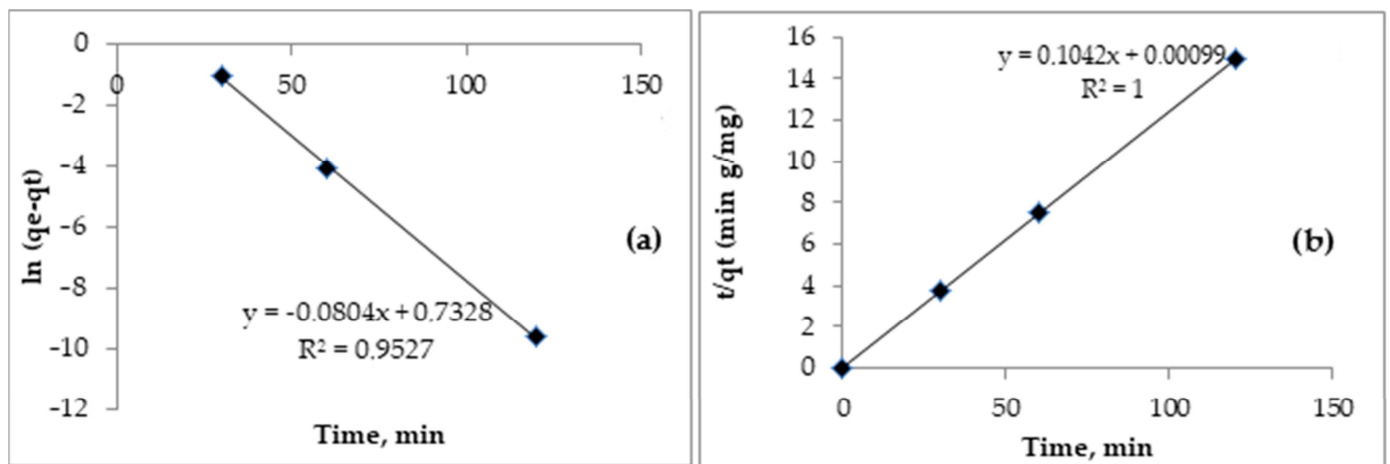 0
0
50
100
150
-2
-4
-6
-8
-10
-12
ln (qe-qt)
(a)
y = -0.0804x + 0.7328
R² = 0.9527
Time, min
16
14
12
10
8
6
4
2
0
t/qt (min g/mg)
y = 0.1042x + 0.00099
R² = 1
(b)
0
50
100
150
Time, min